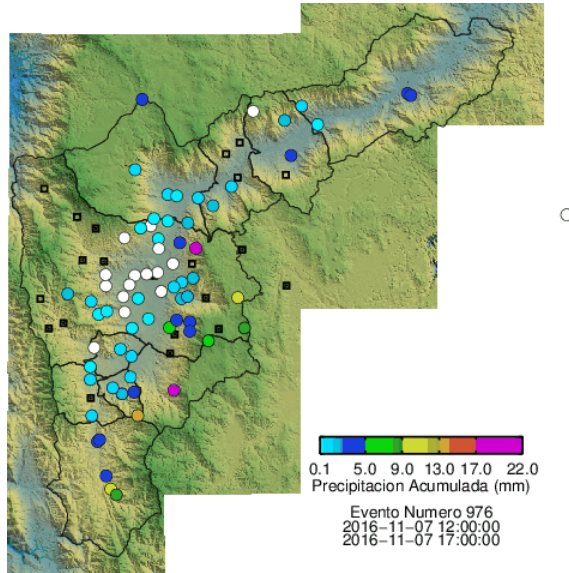 0.1 5.0 9.0 13.0 17.0 22.0
Precipitacion Acumulada (mm)
Evento Numero 976
2016-11-07 12:00:00
2016-11-07 17:00:00